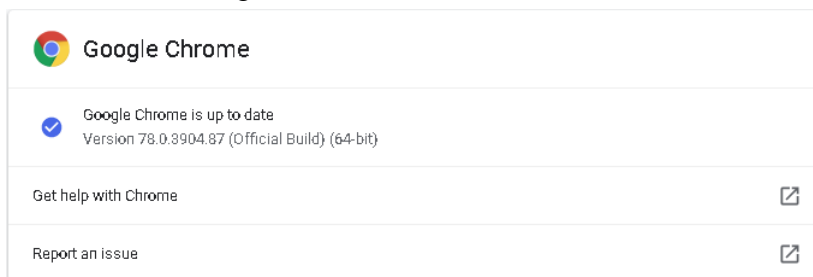 Google Chrome
Google Chrome is up to date
Version 78.0.3904.87 (Official Build) (64-bit)
Get help with Chrome
Report an issue